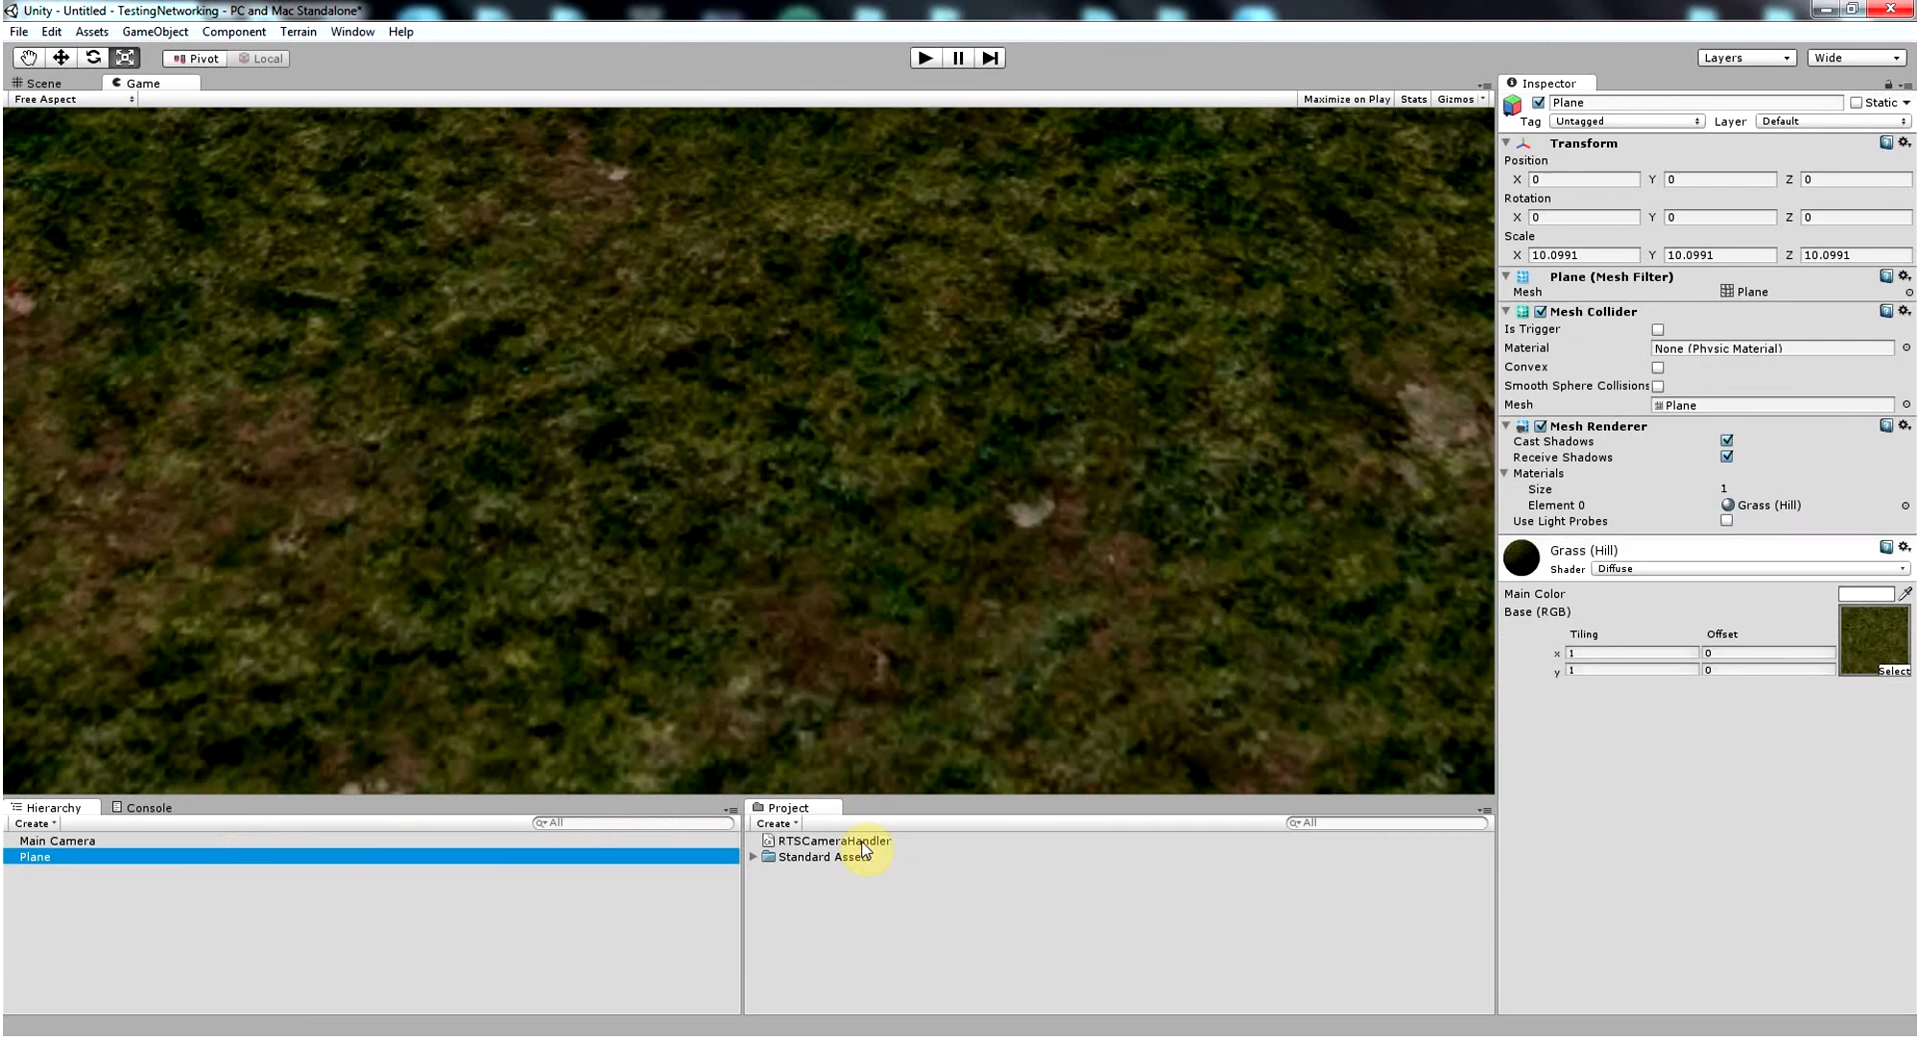 Unity - Untitled - TestingNetworking - PC and Mac Standalone*
File Edit Assets GameObject Component Terrain Window Help
Pivot Local Layers Wide
Scene Game
Free Aspect Maximize on Play Stats Gizmos
Inspector
Plane Static
Tag Untagged Layer Default
Transform
Position
X 0 Y 0 Z 0
Rotation
X 0 Y 0 Z 0
Scale
X 10.0991 Y 10.0991 Z 10.0991
Plane (Mesh Filter)
Mesh Plane
Mesh Collider
Is Trigger
Material None (Physic Material)
Convex
Smooth Sphere Collisions
Mesh Plane
Mesh Renderer
Cast Shadows
Receive Shadows
Materials
Size 1
Element 0 Grass (Hill)
Use Light Probes
Grass (Hill)
Shader Diffuse
Main Color
Base (RGB)
Tiling Offset
x 1 0
y 1 0
Select
Hierarchy Console
Create All
Main Camera
Plane
Project
Create All
RTSCameraHandler
Standard Assets